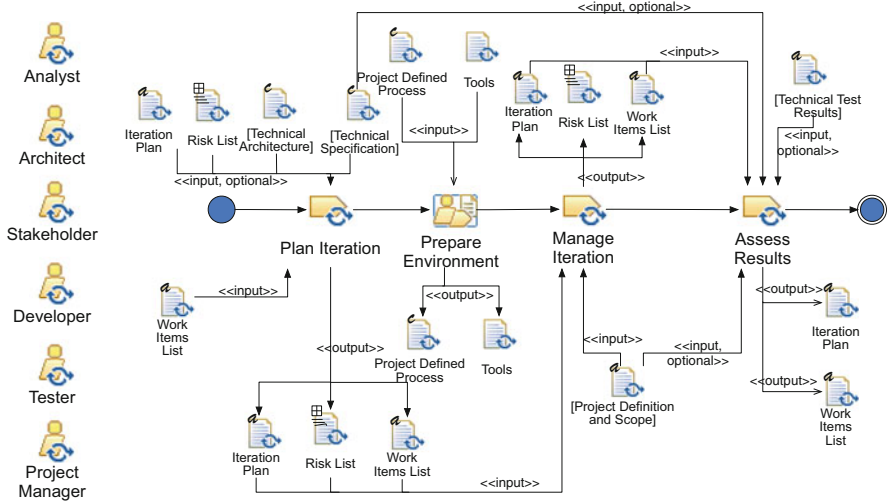 <<input, optional>>
Analyst
Project Defined
Process
Tools
<<input>>
Iteration
Plan
Risk List
Work
Items List
[Technical Test
Results]
<<input,
optional>>
Iteration
Plan
Risk List
[Technical
Architecture]
[Technical
Specification]
<<input>>
Architect
<<input, optional>>
<<output>>
Stakeholder
Plan Iteration
Prepare
Environment
Manage
Iteration
Assess
Results
<<input>>
Work
Items
List
Developer
<<output>>
<<output>>
Iteration
Plan
Project Defined
Process
Tools
<<output>>
<<input>>
<<input,
optional>>
Tester
<<output>>
[Project Definition
and Scope]
Work
Items
List
Iteration
Plan
Risk List
Work
Items List
<<input>>
Project
Manager
a
a
a
a
a
a
a
a
a
a
c
c
c
c